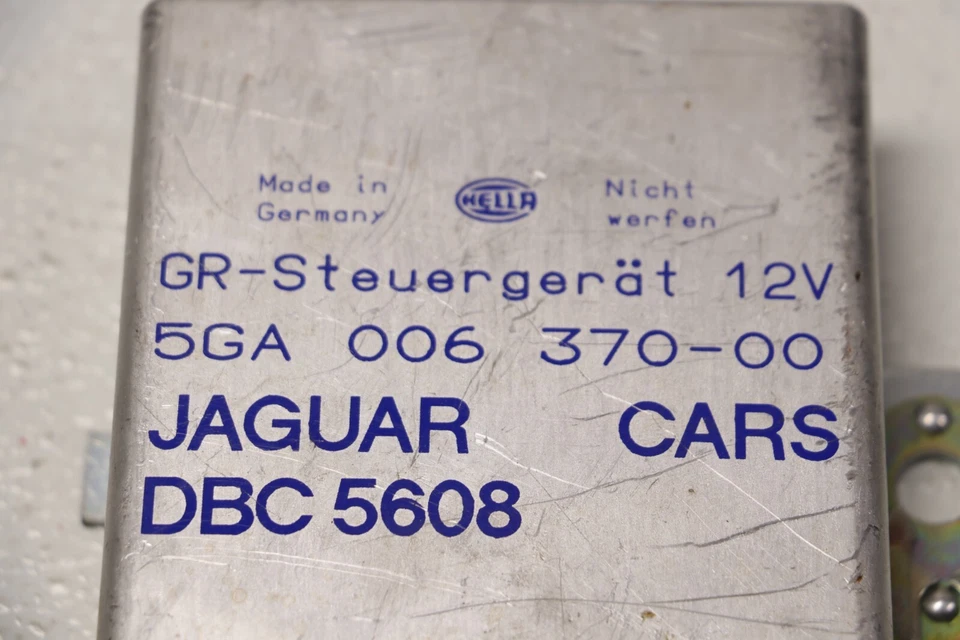 Made in
Germany
HELLA
Nicht
werfen
GR-Steuergerät 12V
5GA 006 370-00
JAGUAR CARS
DBC 5608